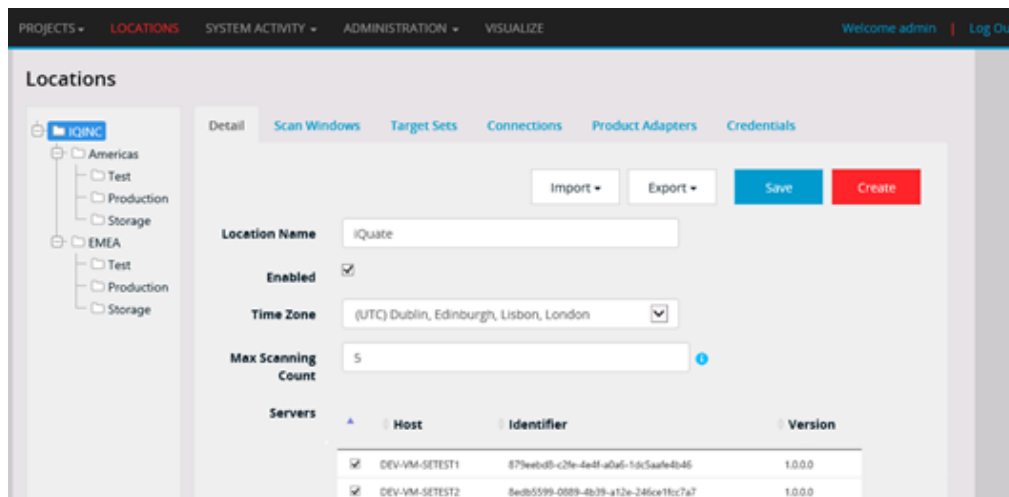 PROJECTS LOCATIONS SYSTEM ACTIVITY ADMINISTRATION VISUALIZE Welcome admin | Log Ou
Locations
IQINC
Americas
Test
Production
Storage
EMEA
Test
Production
Storage
Detail Scan Windows Target Sets Connections Product Adapters Credentials
Import Export Save Create
Location Name iQuate
Enabled
Time Zone (UTC) Dublin, Edinburgh, Lisbon, London
Max Scanning 5
Count
Servers Host Identifier Version
DEV-VM-SETEST1 879eebd8-c2fe-4e4f-a0a6-1dc5aafe4b46 1.0.0.0
DEV-VM-SETEST2 8edb5599-0889-4b39-a12e-246ce1fcc7a7 1.0.0.0